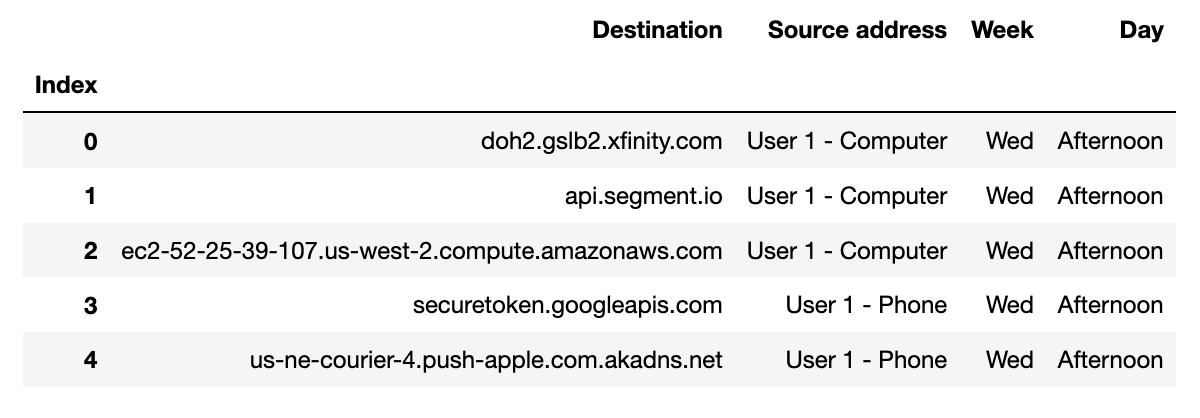 Destination Source address Week Day
Index
0 doh2.gslb2.xfinity.com User 1 - Computer Wed Afternoon
1 api.segment.io User 1 - Computer Wed Afternoon
2 ec2-52-25-39-107.us-west-2.compute.amazonaws.com User 1 - Computer Wed Afternoon
3 securetoken.googleapis.com User 1 - Phone Wed Afternoon
4 us-ne-courier-4.push-apple.com.akadns.net User 1 - Phone Wed Afternoon